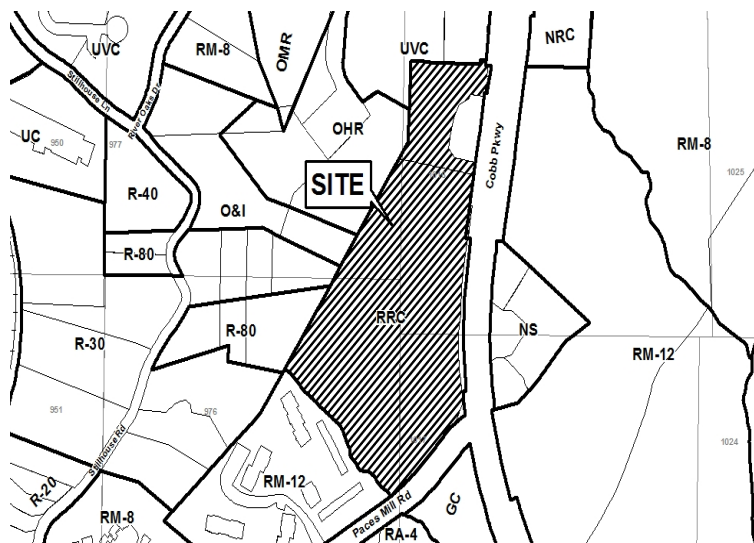 UVC
RM-8
OMR
UVC
NRC
Stillhouse Ln
River Oaks Dr
UC
950
977
OHR
RM-8
1025
Cobb Pkwy
SITE
R-40
O&I
R-80
RRC
NS
R-30
R-80
RM-12
951
976
Stillhouse Rd
1024
R-20
RM-12
RM-8
Paces Mill Rd
GC
RA-4